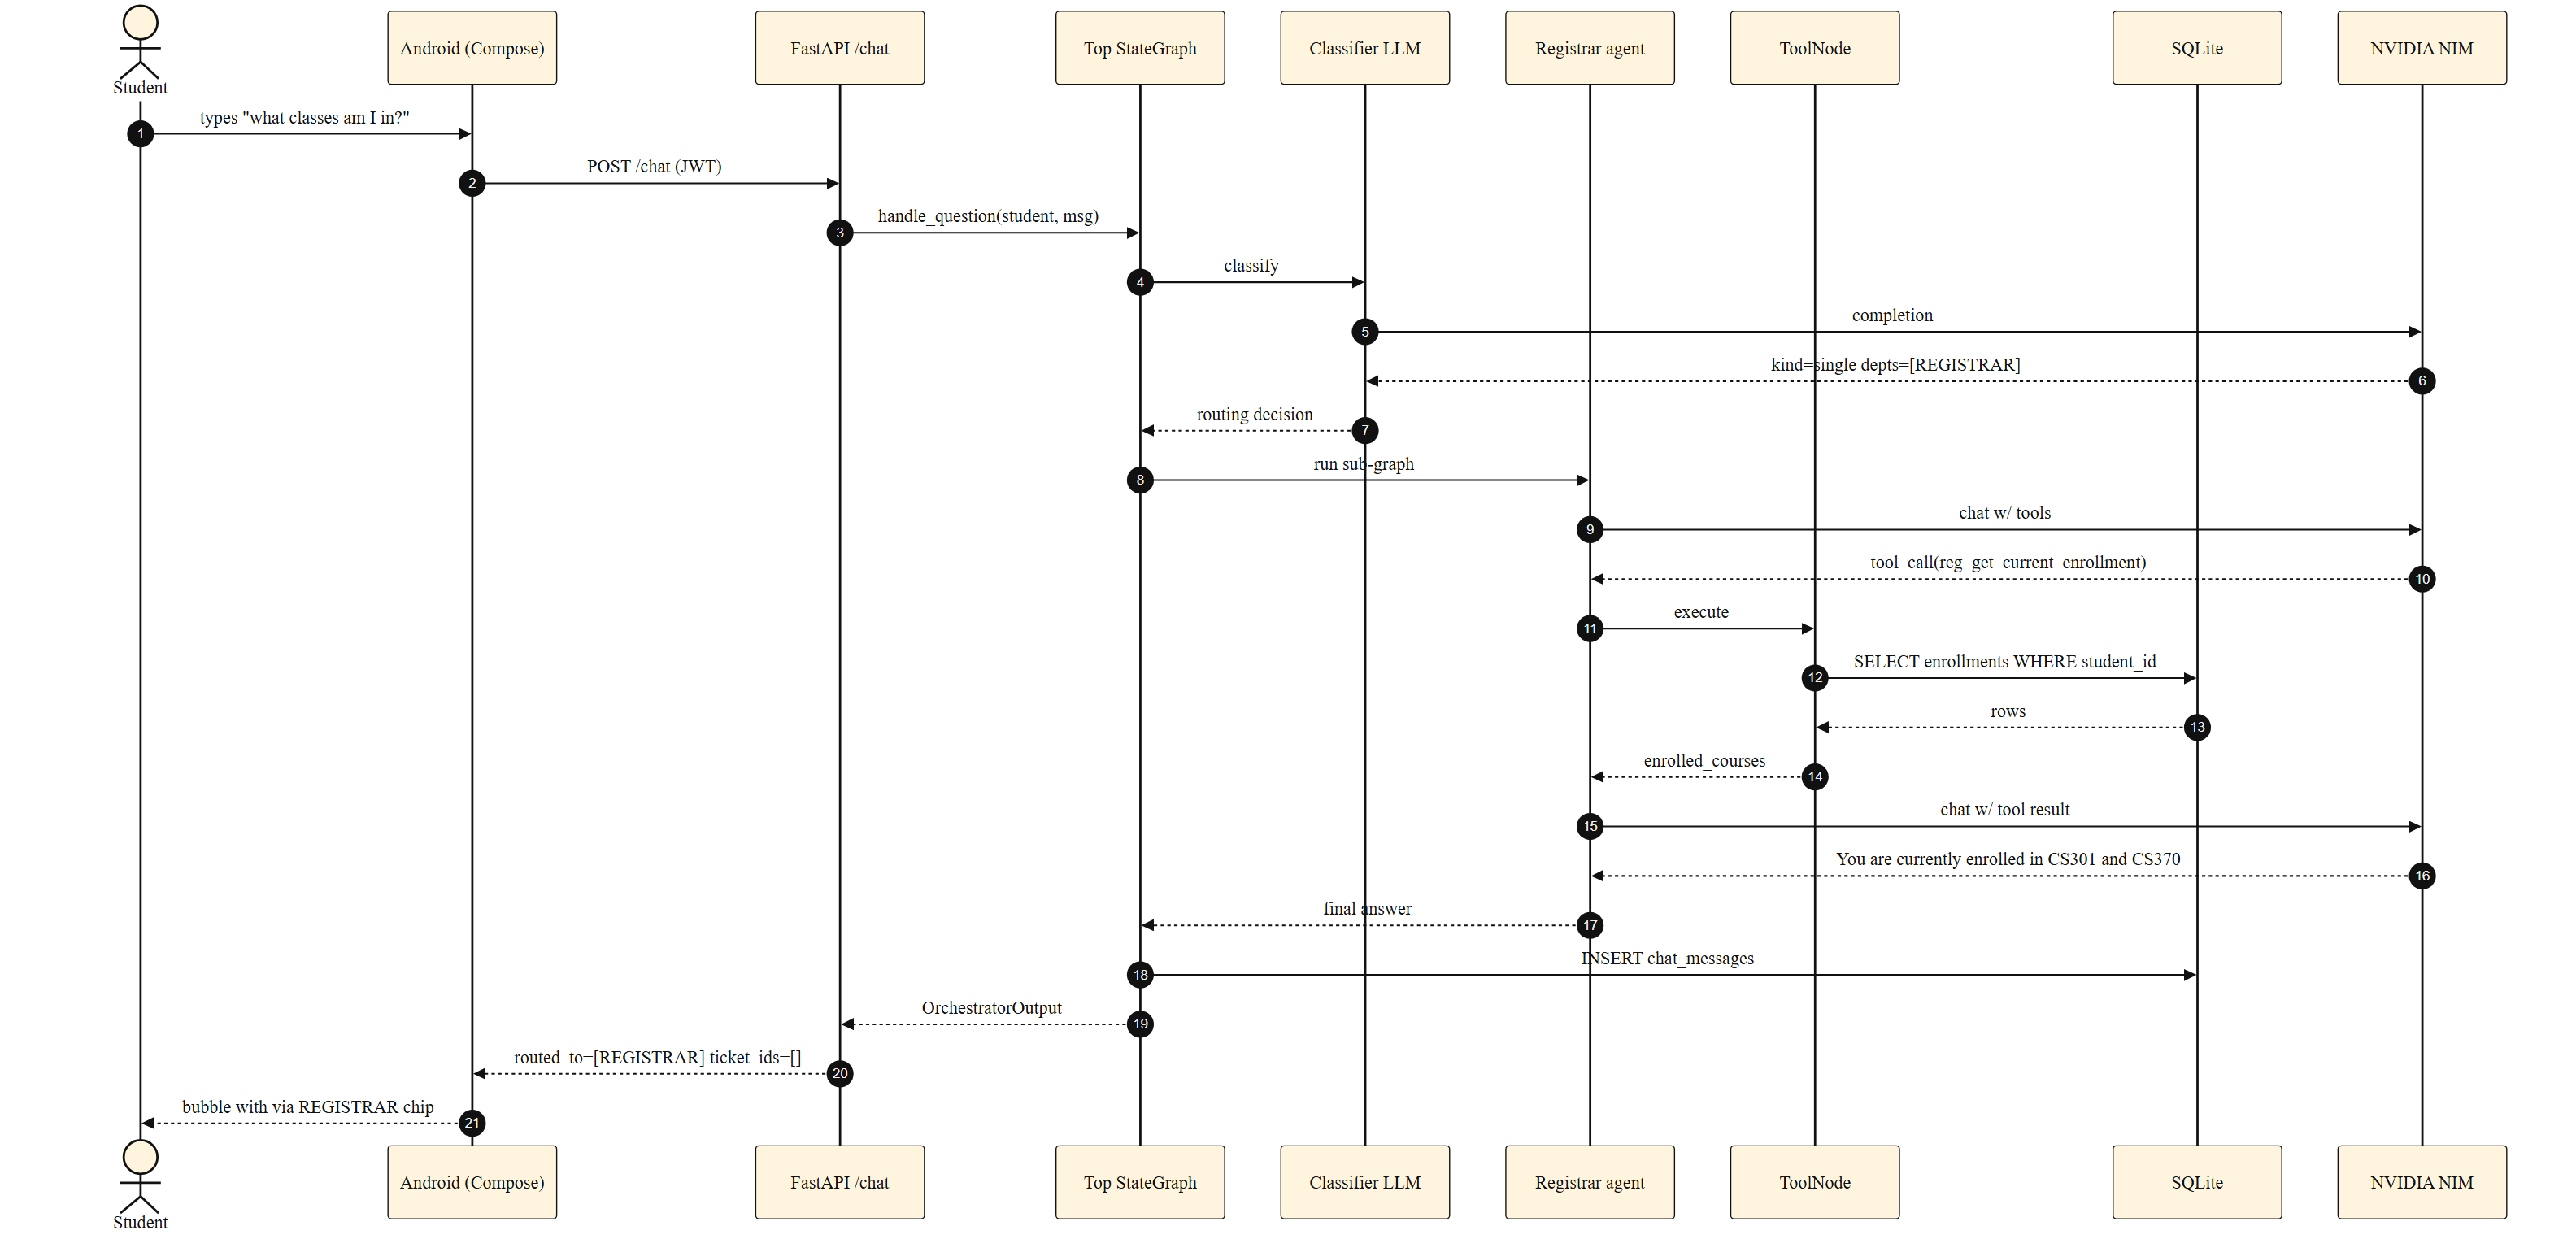 Student
Android (Compose)
FastAPI /chat
Top StateGraph
Classifier LLM
Registrar agent
ToolNode
SQLite
NVIDIA NIM
types "what classes am I in?"
1
POST /chat (JWT)
2
handle_question(student, msg)
3
classify
4
completion
5
kind=single depts=[REGISTRAR]
6
routing decision
7
run sub-graph
8
chat w/ tools
9
tool_call(reg_get_current_enrollment)
10
execute
11
SELECT enrollments WHERE student_id
12
rows
13
enrolled_courses
14
chat w/ tool result
15
You are currently enrolled in CS301 and CS370
16
final answer
17
INSERT chat_messages
18
OrchestratorOutput
19
routed_to=[REGISTRAR] ticket_ids=[]
20
bubble with via REGISTRAR chip
21
Student
Android (Compose)
FastAPI /chat
Top StateGraph
Classifier LLM
Registrar agent
ToolNode
SQLite
NVIDIA NIM